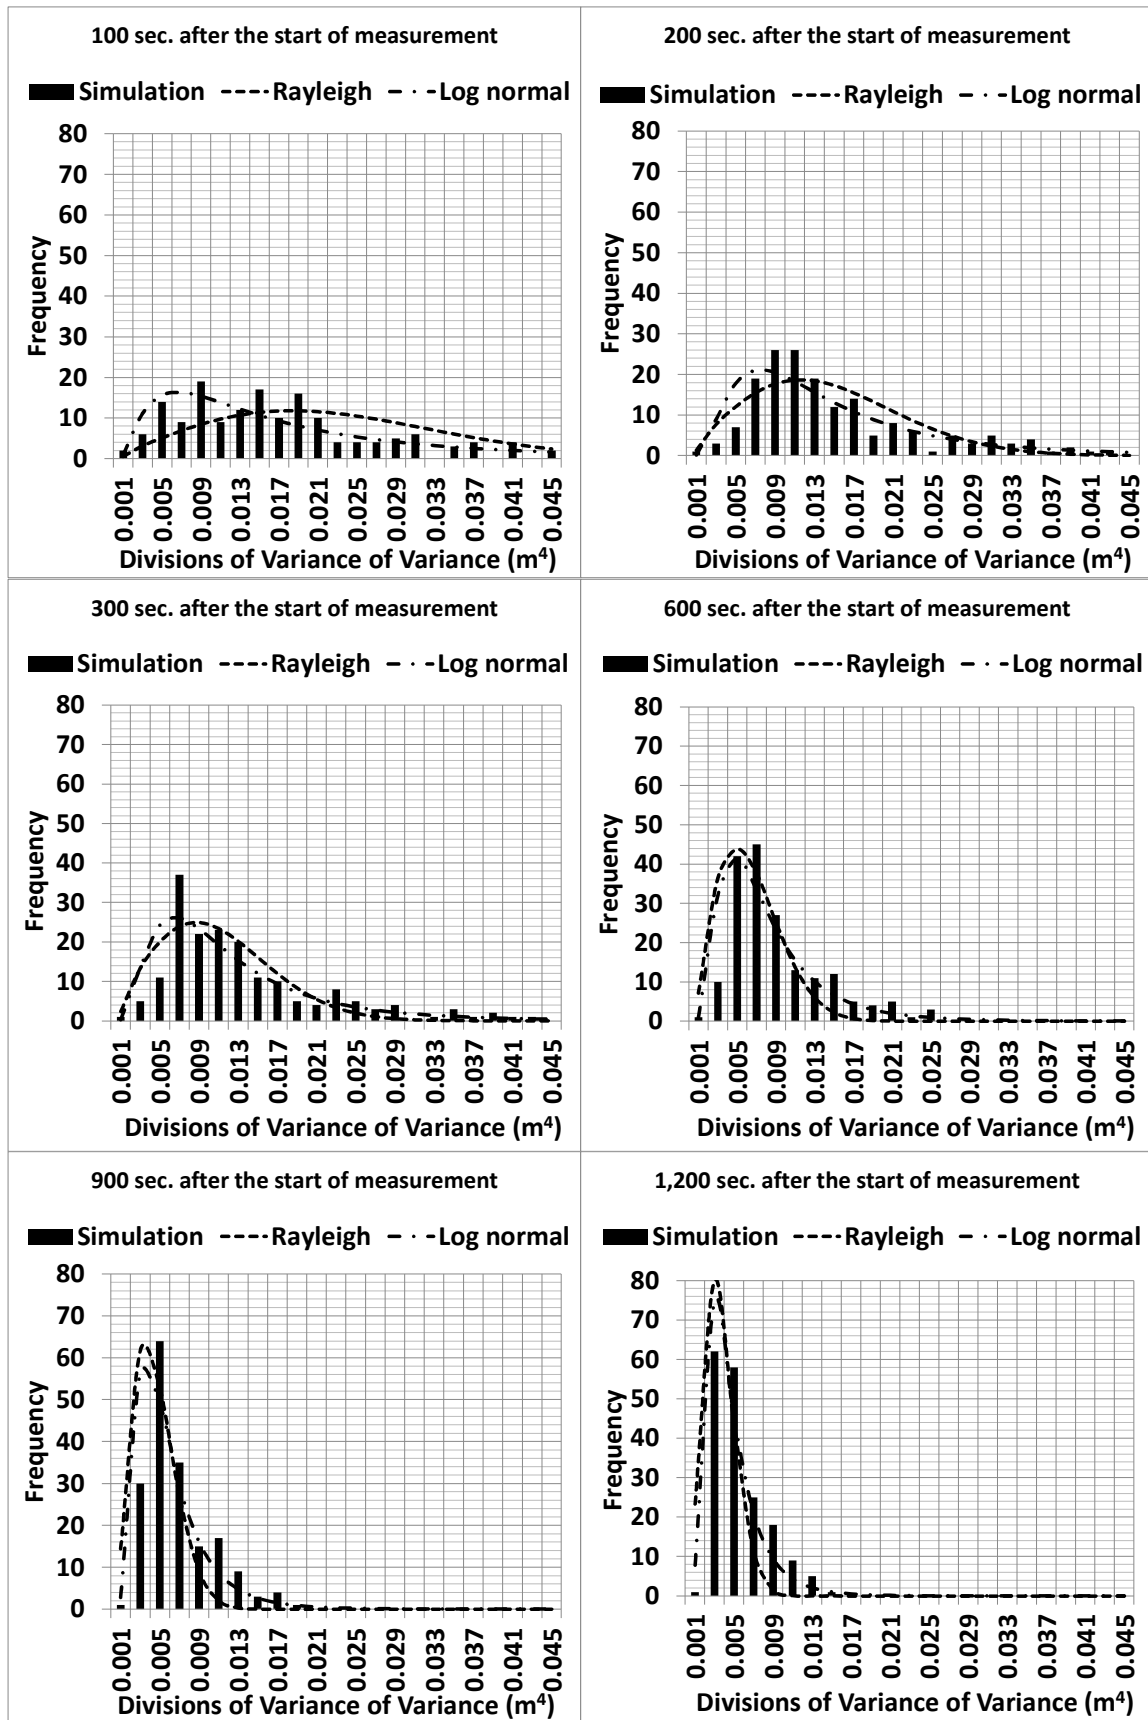 100 sec. after the start of measurement
Simulation Rayleigh Log normal
80
70
60
50
40
30
20
10
0
Frequency
0.001 0.005 0.009 0.013 0.017 0.021 0.025 0.029 0.033 0.037 0.041 0.045
Divisions of Variance of Variance (m⁴)
200 sec. after the start of measurement
Simulation Rayleigh Log normal
80
70
60
50
40
30
20
10
0
Frequency
0.001 0.005 0.009 0.013 0.017 0.021 0.025 0.029 0.033 0.037 0.041 0.045
Divisions of Variance of Variance (m⁴)
300 sec. after the start of measurement
Simulation Rayleigh Log normal
80
70
60
50
40
30
20
10
0
Frequency
0.001 0.005 0.009 0.013 0.017 0.021 0.025 0.029 0.033 0.037 0.041 0.045
Divisions of Variance of Variance (m⁴)
600 sec. after the start of measurement
Simulation Rayleigh Log normal
80
70
60
50
40
30
20
10
0
Frequency
0.001 0.005 0.009 0.013 0.017 0.021 0.025 0.029 0.033 0.037 0.041 0.045
Divisions of Variance of Variance (m⁴)
900 sec. after the start of measurement
Simulation Rayleigh Log normal
80
70
60
50
40
30
20
10
0
Frequency
0.001 0.005 0.009 0.013 0.017 0.021 0.025 0.029 0.033 0.037 0.041 0.045
Divisions of Variance of Variance (m⁴)
1,200 sec. after the start of measurement
Simulation Rayleigh Log normal
80
70
60
50
40
30
20
10
0
Frequency
0.001 0.005 0.009 0.013 0.017 0.021 0.025 0.029 0.033 0.037 0.041 0.045
Divisions of Variance of Variance (m⁴)